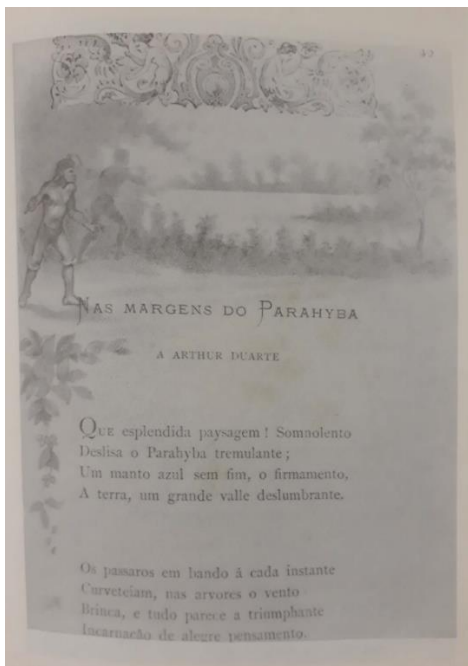 NAS MARGENS DO PARAHYBA
A ARTHUR DUARTE
QUE esplendida paysagem! Somnolento
Deslisa o Parahyba tremulante;
Um manto azul sem fim, o firmamento,
A terra, um grande valle deslumbrante.
Os passaros em bando á cada instante
Curveteiam, nas arvores o vento
Brinca, e tudo parece a triumphante
Incarnação de alegre pensamento.